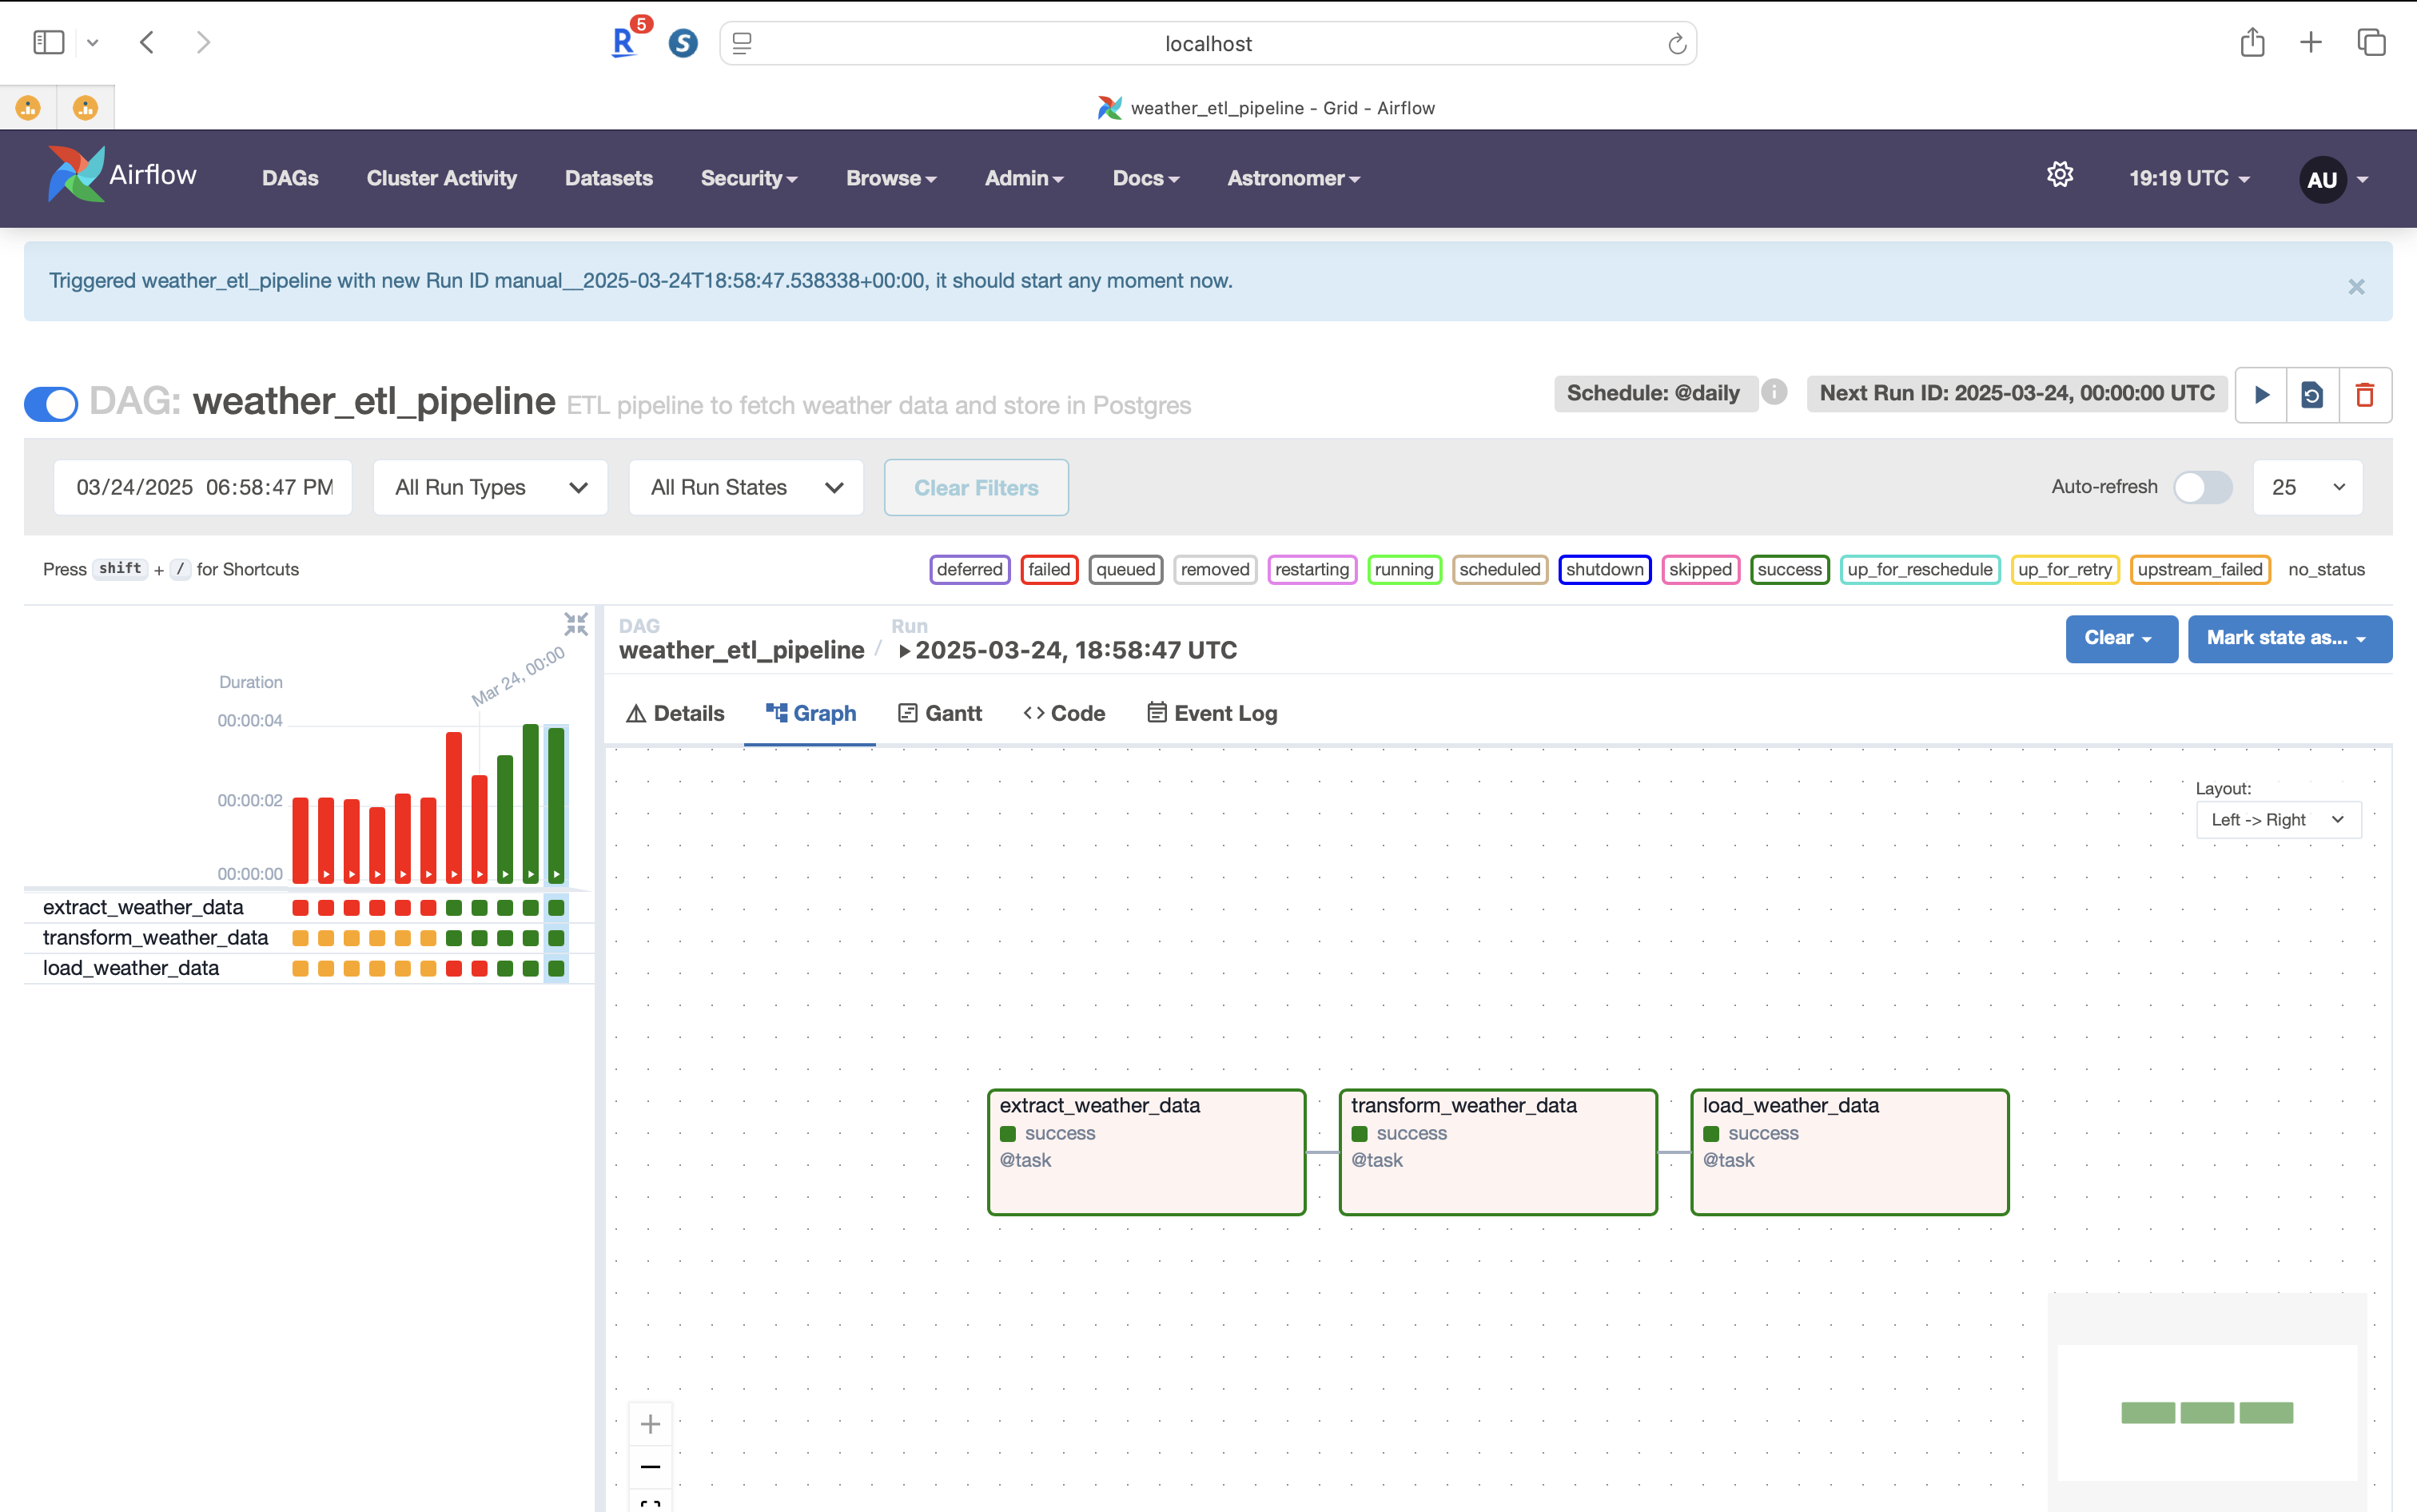 5
localhost
weather_etl_pipeline - Grid - Airflow
Airflow DAGs Cluster Activity Datasets Security Browse Admin Docs Astronomer 19:19 UTC AU
Triggered weather_etl_pipeline with new Run ID manual__2025-03-24T18:58:47.538338+00:00, it should start any moment now.
DAG: weather_etl_pipeline ETL pipeline to fetch weather data and store in Postgres Schedule: @daily Next Run ID: 2025-03-24, 00:00:00 UTC
03/24/2025 06:58:47 PM All Run Types All Run States Clear Filters Auto-refresh 25
Press shift + / for Shortcuts deferred failed queued removed restarting running scheduled shutdown skipped success up_for_reschedule up_for_retry upstream_failed no_status
DAG Run
weather_etl_pipeline / 2025-03-24, 18:58:47 UTC Clear Mark state as...
Mar 24, 00:00
Duration
00:00:04
00:00:02
00:00:00
extract_weather_data
transform_weather_data
load_weather_data
Details Graph Gantt Code Event Log
Layout:
Left -> Right
extract_weather_data
success
@task
transform_weather_data
success
@task
load_weather_data
success
@task